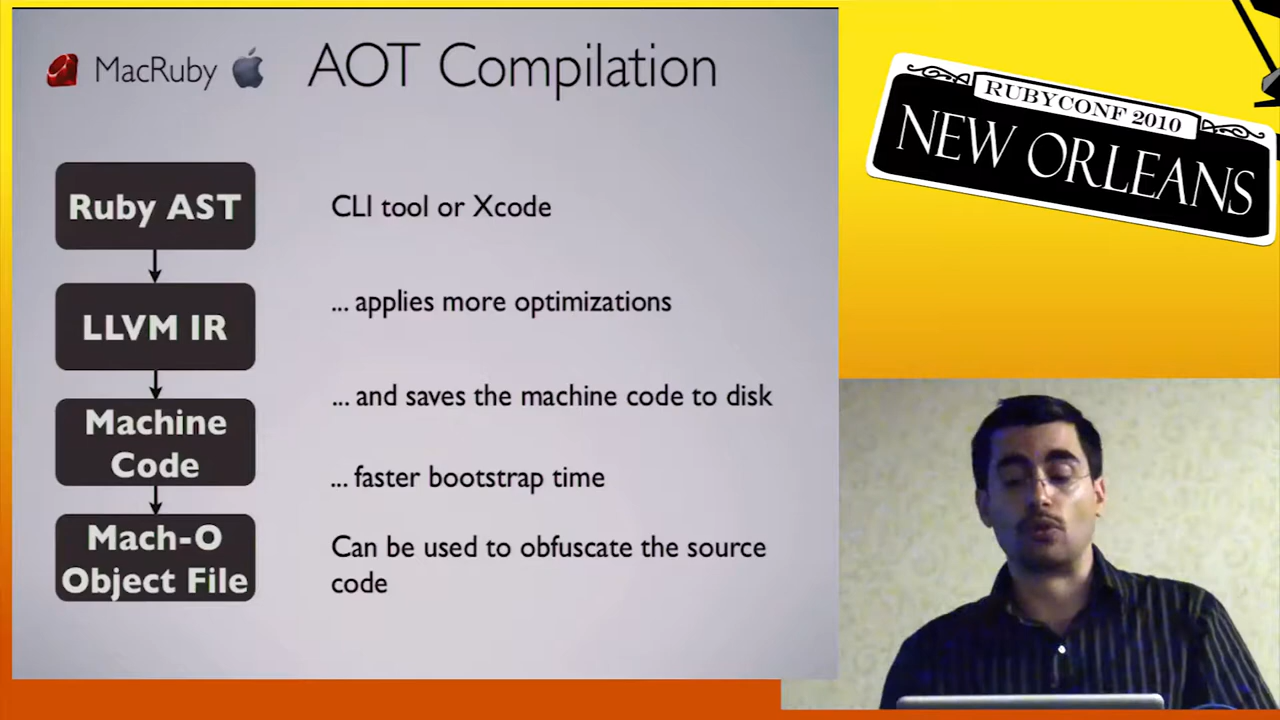 MacRuby
AOT Compilation
Ruby AST
CLI tool or Xcode
LLVM IR
... applies more optimizations
Machine
Code
... and saves the machine code to disk
... faster bootstrap time
Mach-O
Object File
Can be used to obfuscate the source
code
RUBYCONF 2010
NEW ORLEANS